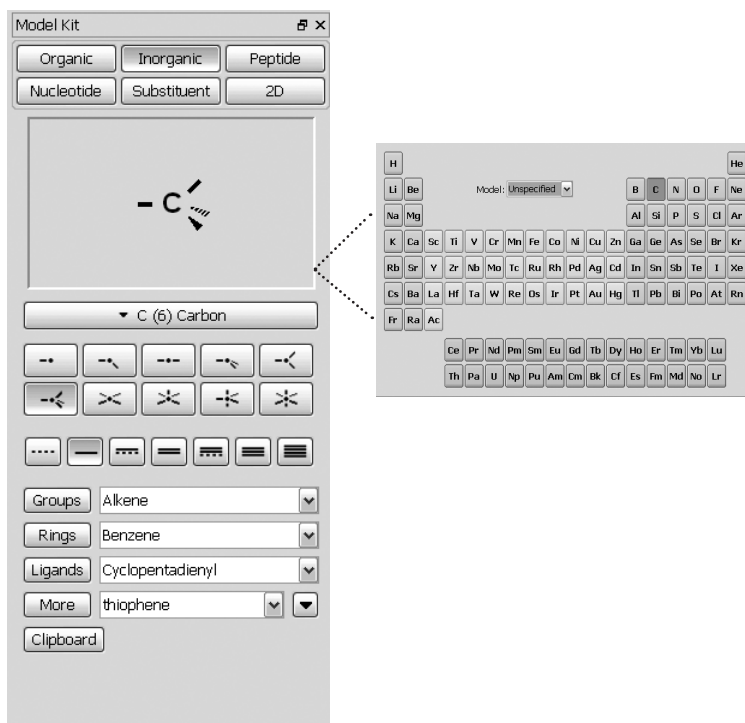 Model Kit
Organic Inorganic Peptide
Nucleotide Substituent 2D
C
C (6) Carbon
Groups Alkene
Rings Benzene
Ligands Cyclopentadienyl
More thiophene
Clipboard
H He
Li Be Model: Unspecified B C N O F Ne
Na Mg Al Si P S Cl Ar
K Ca Sc Ti V Cr Mn Fe Co Ni Cu Zn Ga Ge As Se Br Kr
Rb Sr Y Zr Nb Mo Tc Ru Rh Pd Ag Cd In Sn Sb Te I Xe
Cs Ba La Hf Ta W Re Os Ir Pt Au Hg Tl Pb Bi Po At Rn
Fr Ra Ac
Ce Pr Nd Pm Sm Eu Gd Tb Dy Ho Er Tm Yb Lu
Th Pa U Np Pu Am Cm Bk Cf Es Fm Md No Lr